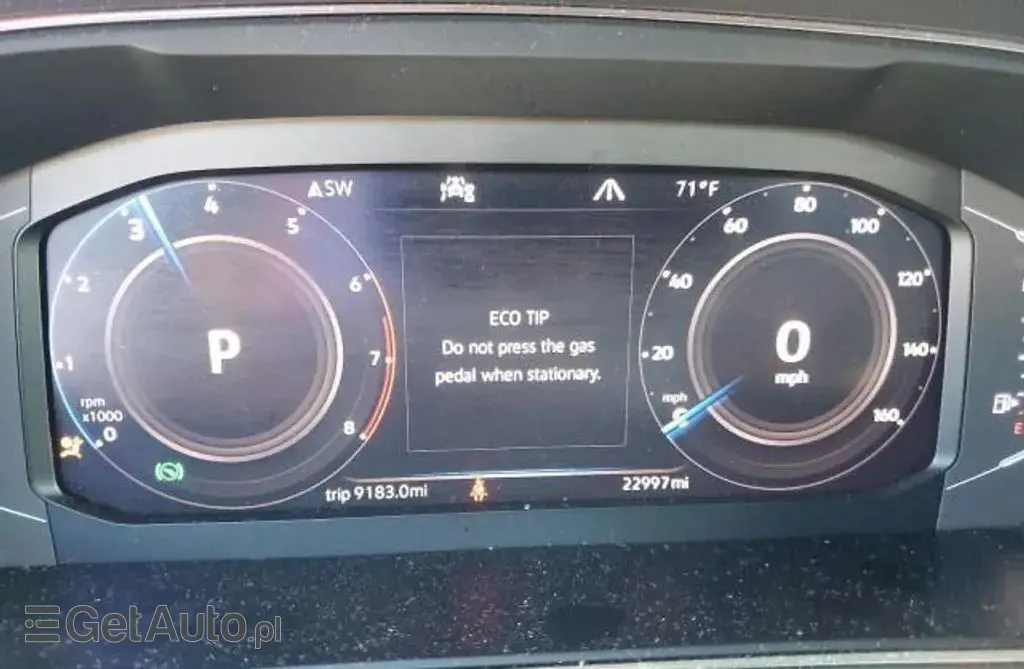 SW
71°F
0
1
2
3
4
5
6
7
8
rpm
x1000
P
ECO TIP
Do not press the gas
pedal when stationary.
20
40
60
80
100
120
140
160
mph
0
mph
trip 9183.0mi
22997mi
E
GetAuto.pl